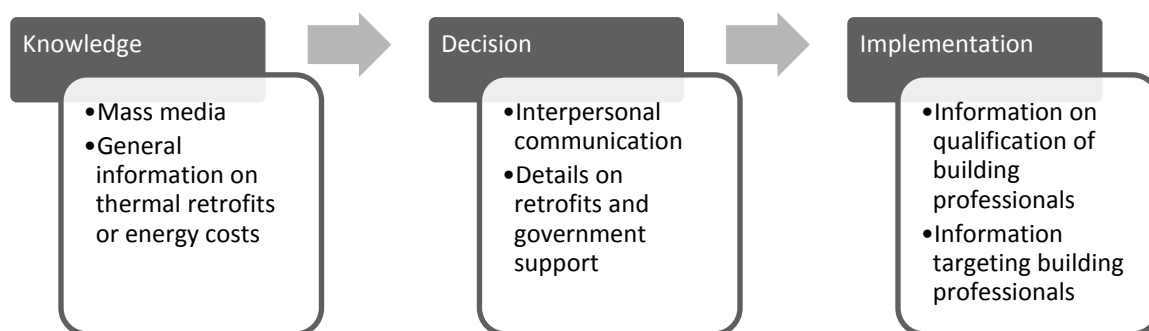 Knowledge
•Mass media
•General
information on
thermal retrofits
or energy costs
Decision
•Interpersonal
communication
•Details on
retrofits and
government
support
Implementation
•Information on
qualification of
building
professionals
•Information
targeting building
professionals